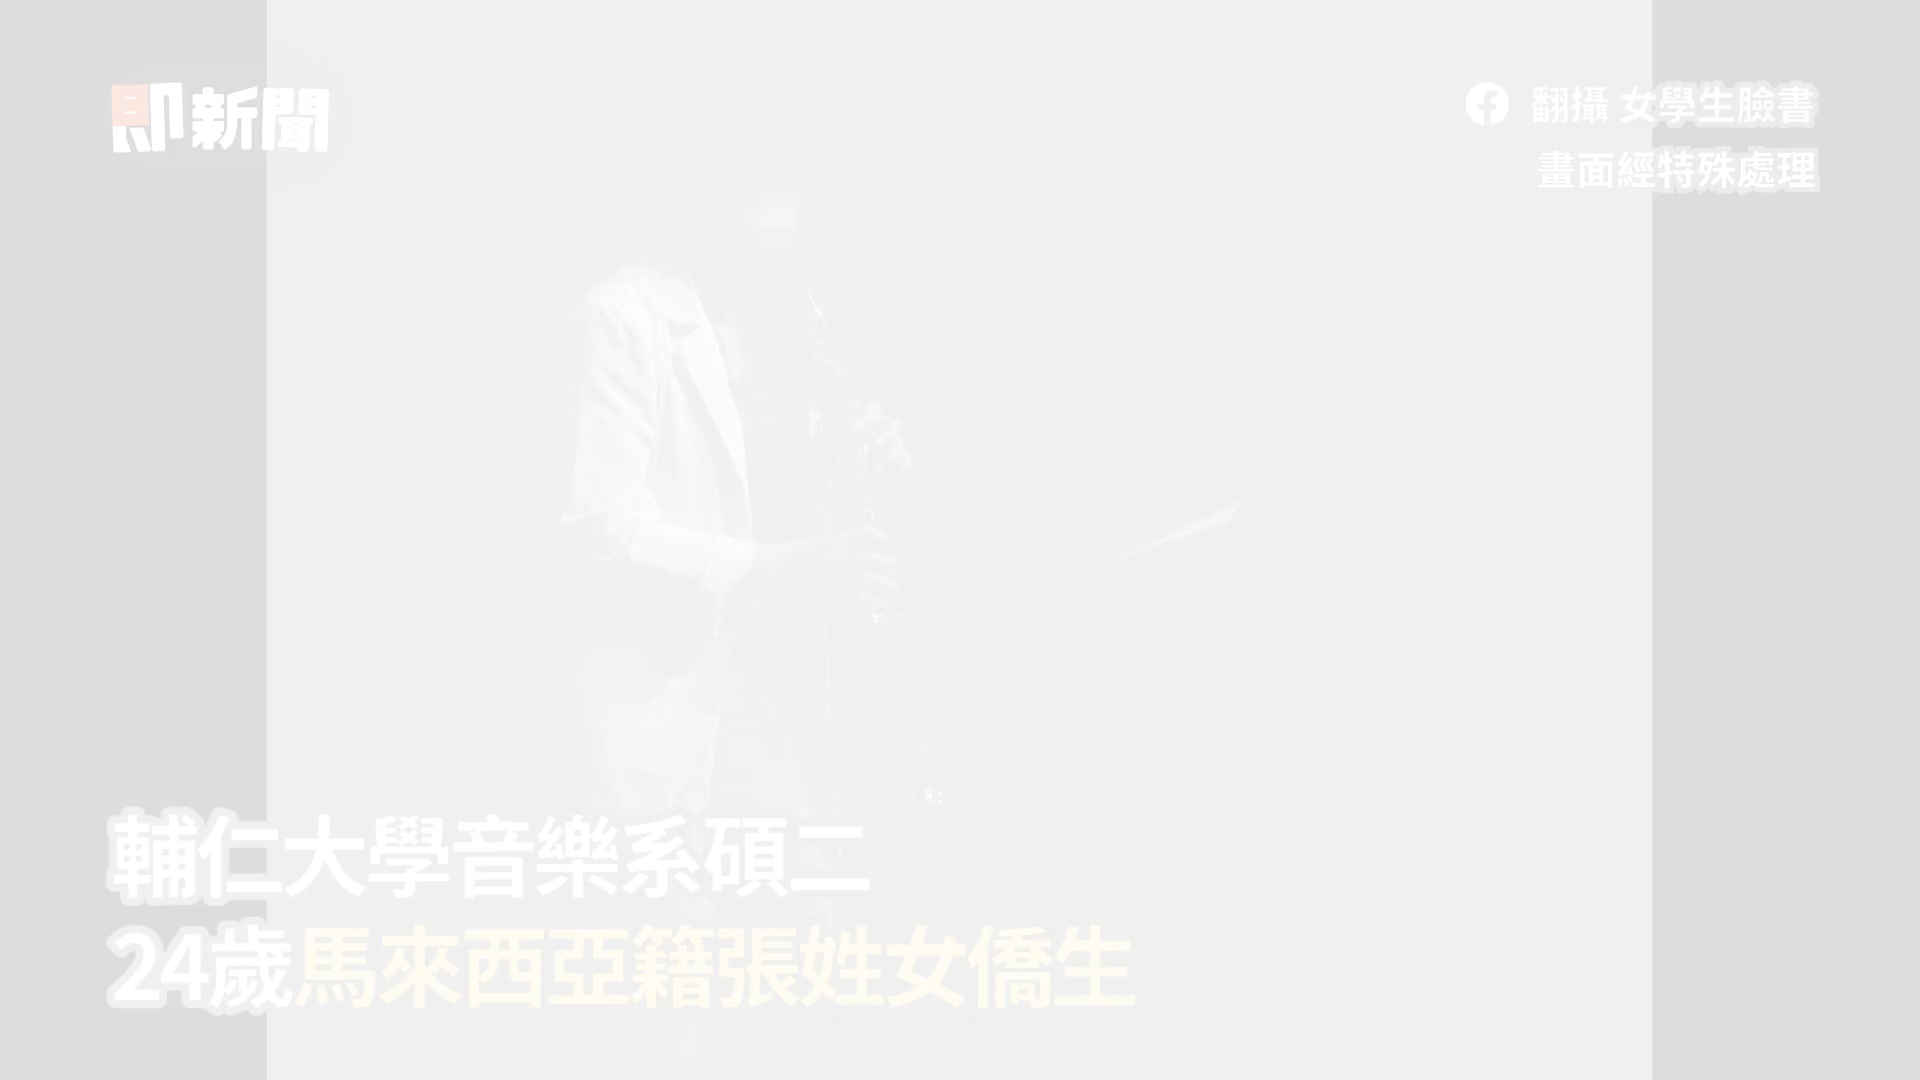 即新聞
翻攝 女學生臉書
畫面經特殊處理
輔仁大學音樂系碩二
24歲馬來西亞籍張姓女僑生